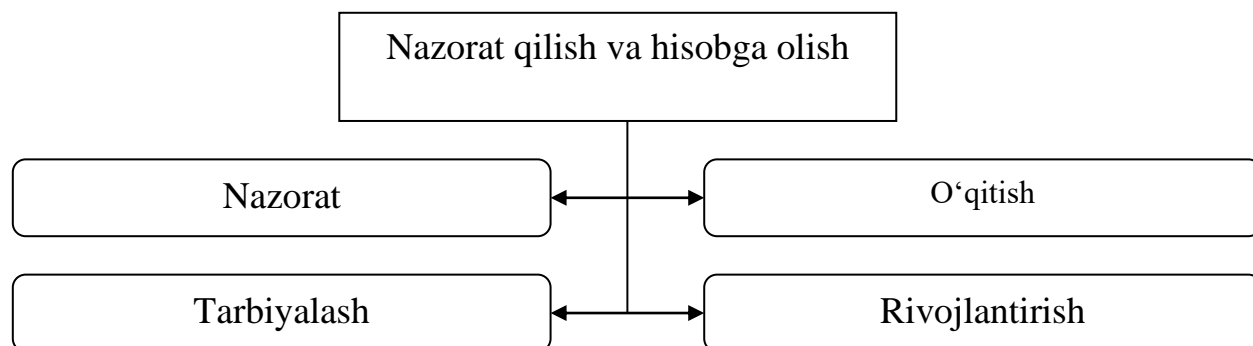 Nazorat qilish va hisobga olish
Nazorat
O‘qitish
Tarbiyalash
Rivojlantirish